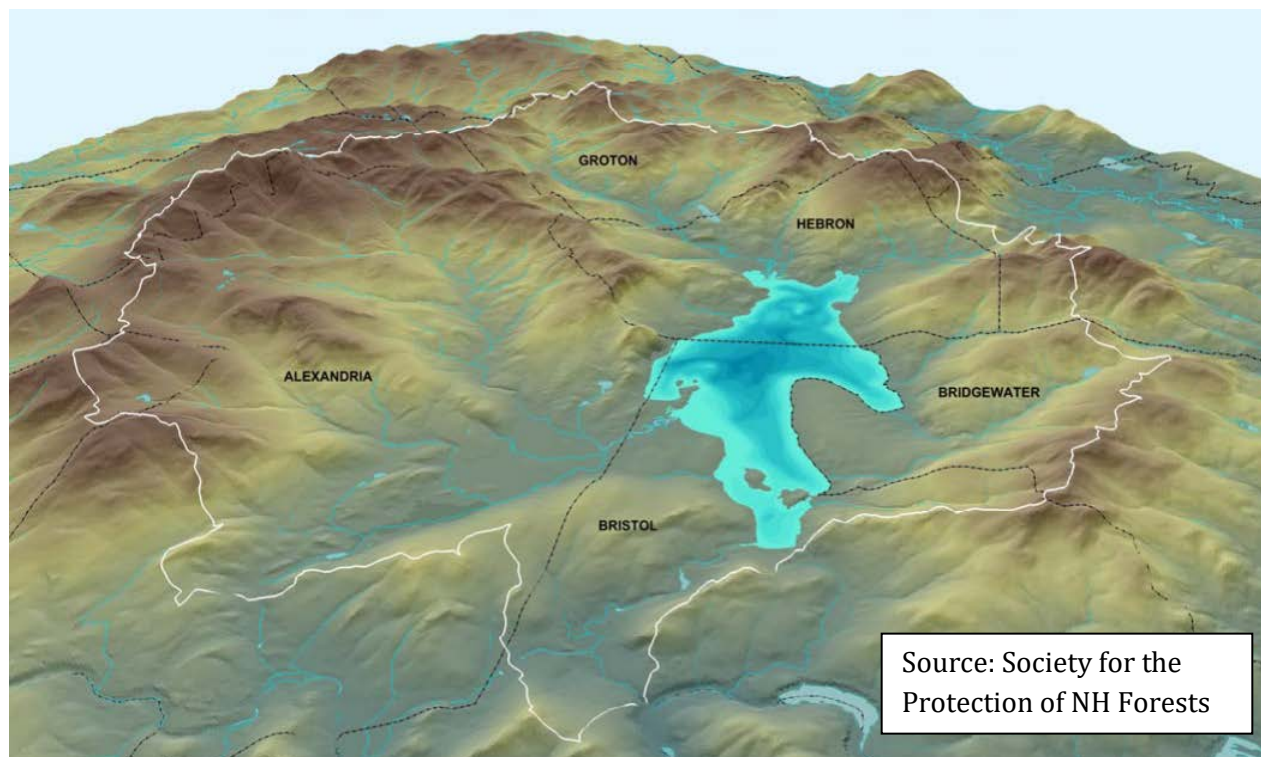 GROTON
HEBRON
ALEXANDRIA
BRIDGEWATER
BRISTOL
Source: Society for the
Protection of NH Forests